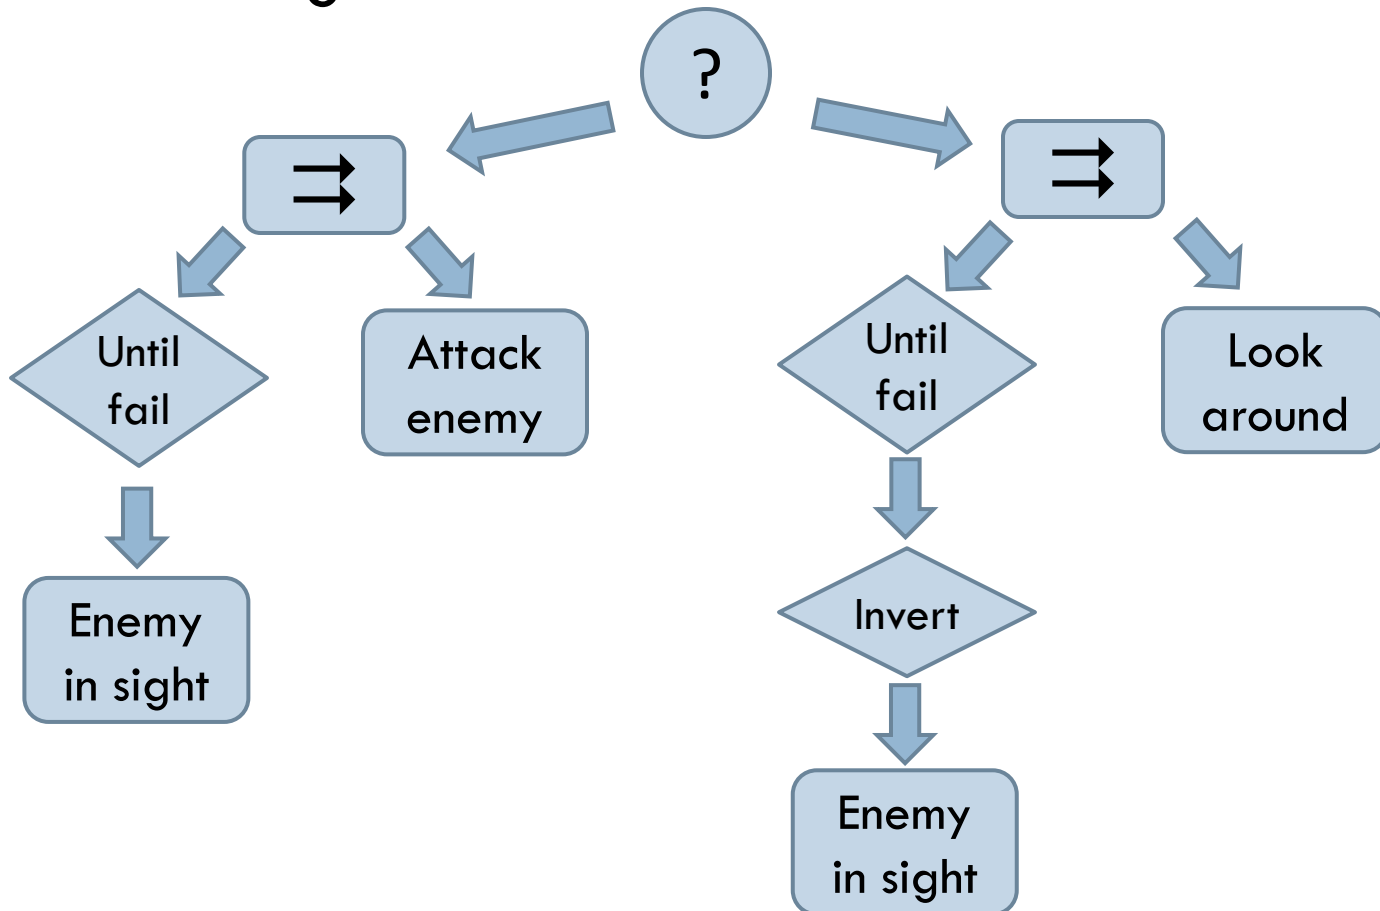 ?
Until
fail
Attack
enemy
Until
fail
Look
around
Enemy
in sight
Invert
Enemy
in sight